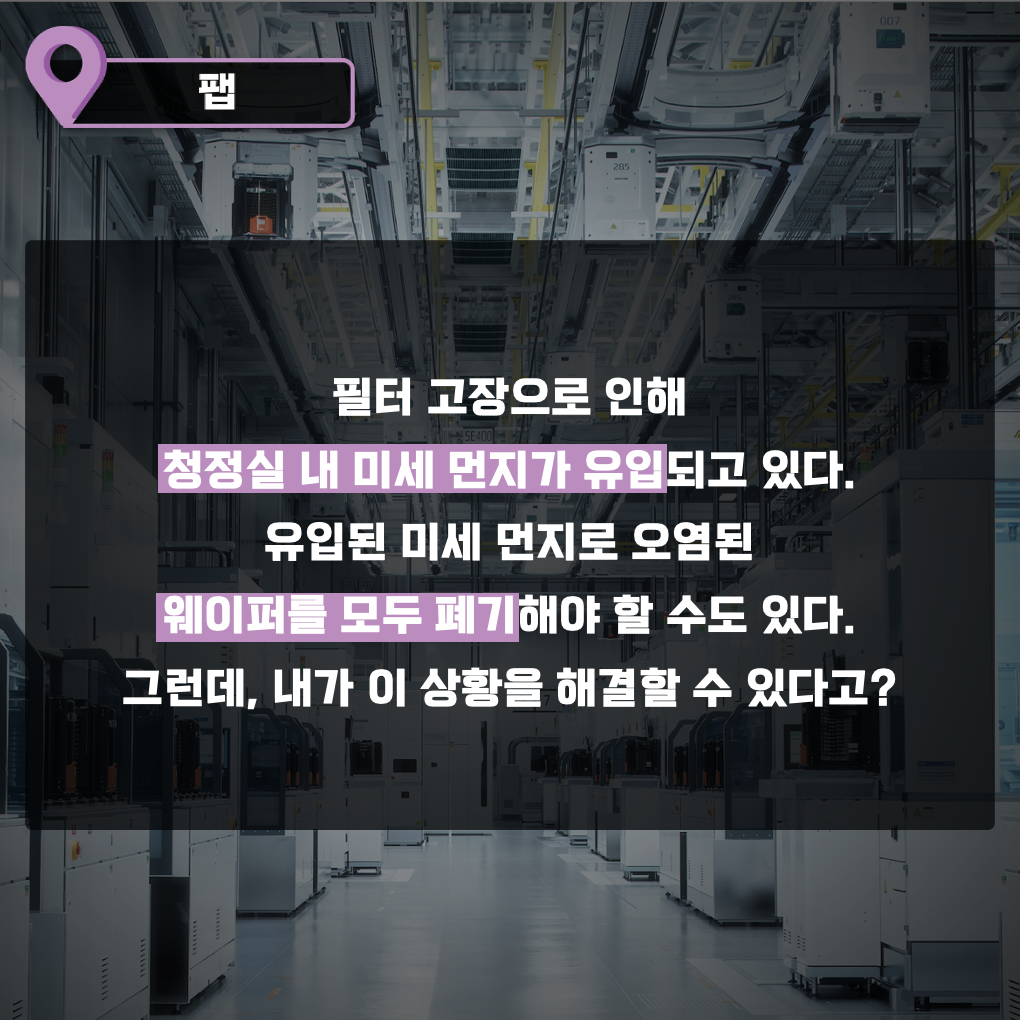 팹
007
285
필터 고장으로 인해
SE400
청정실 내 미세 먼지가 유입되고 있다.
유입된 미세 먼지로 오염된
웨이퍼를 모두 폐기해야 할 수도 있다.
그런데, 내가 이 상황을 해결할 수 있다고?